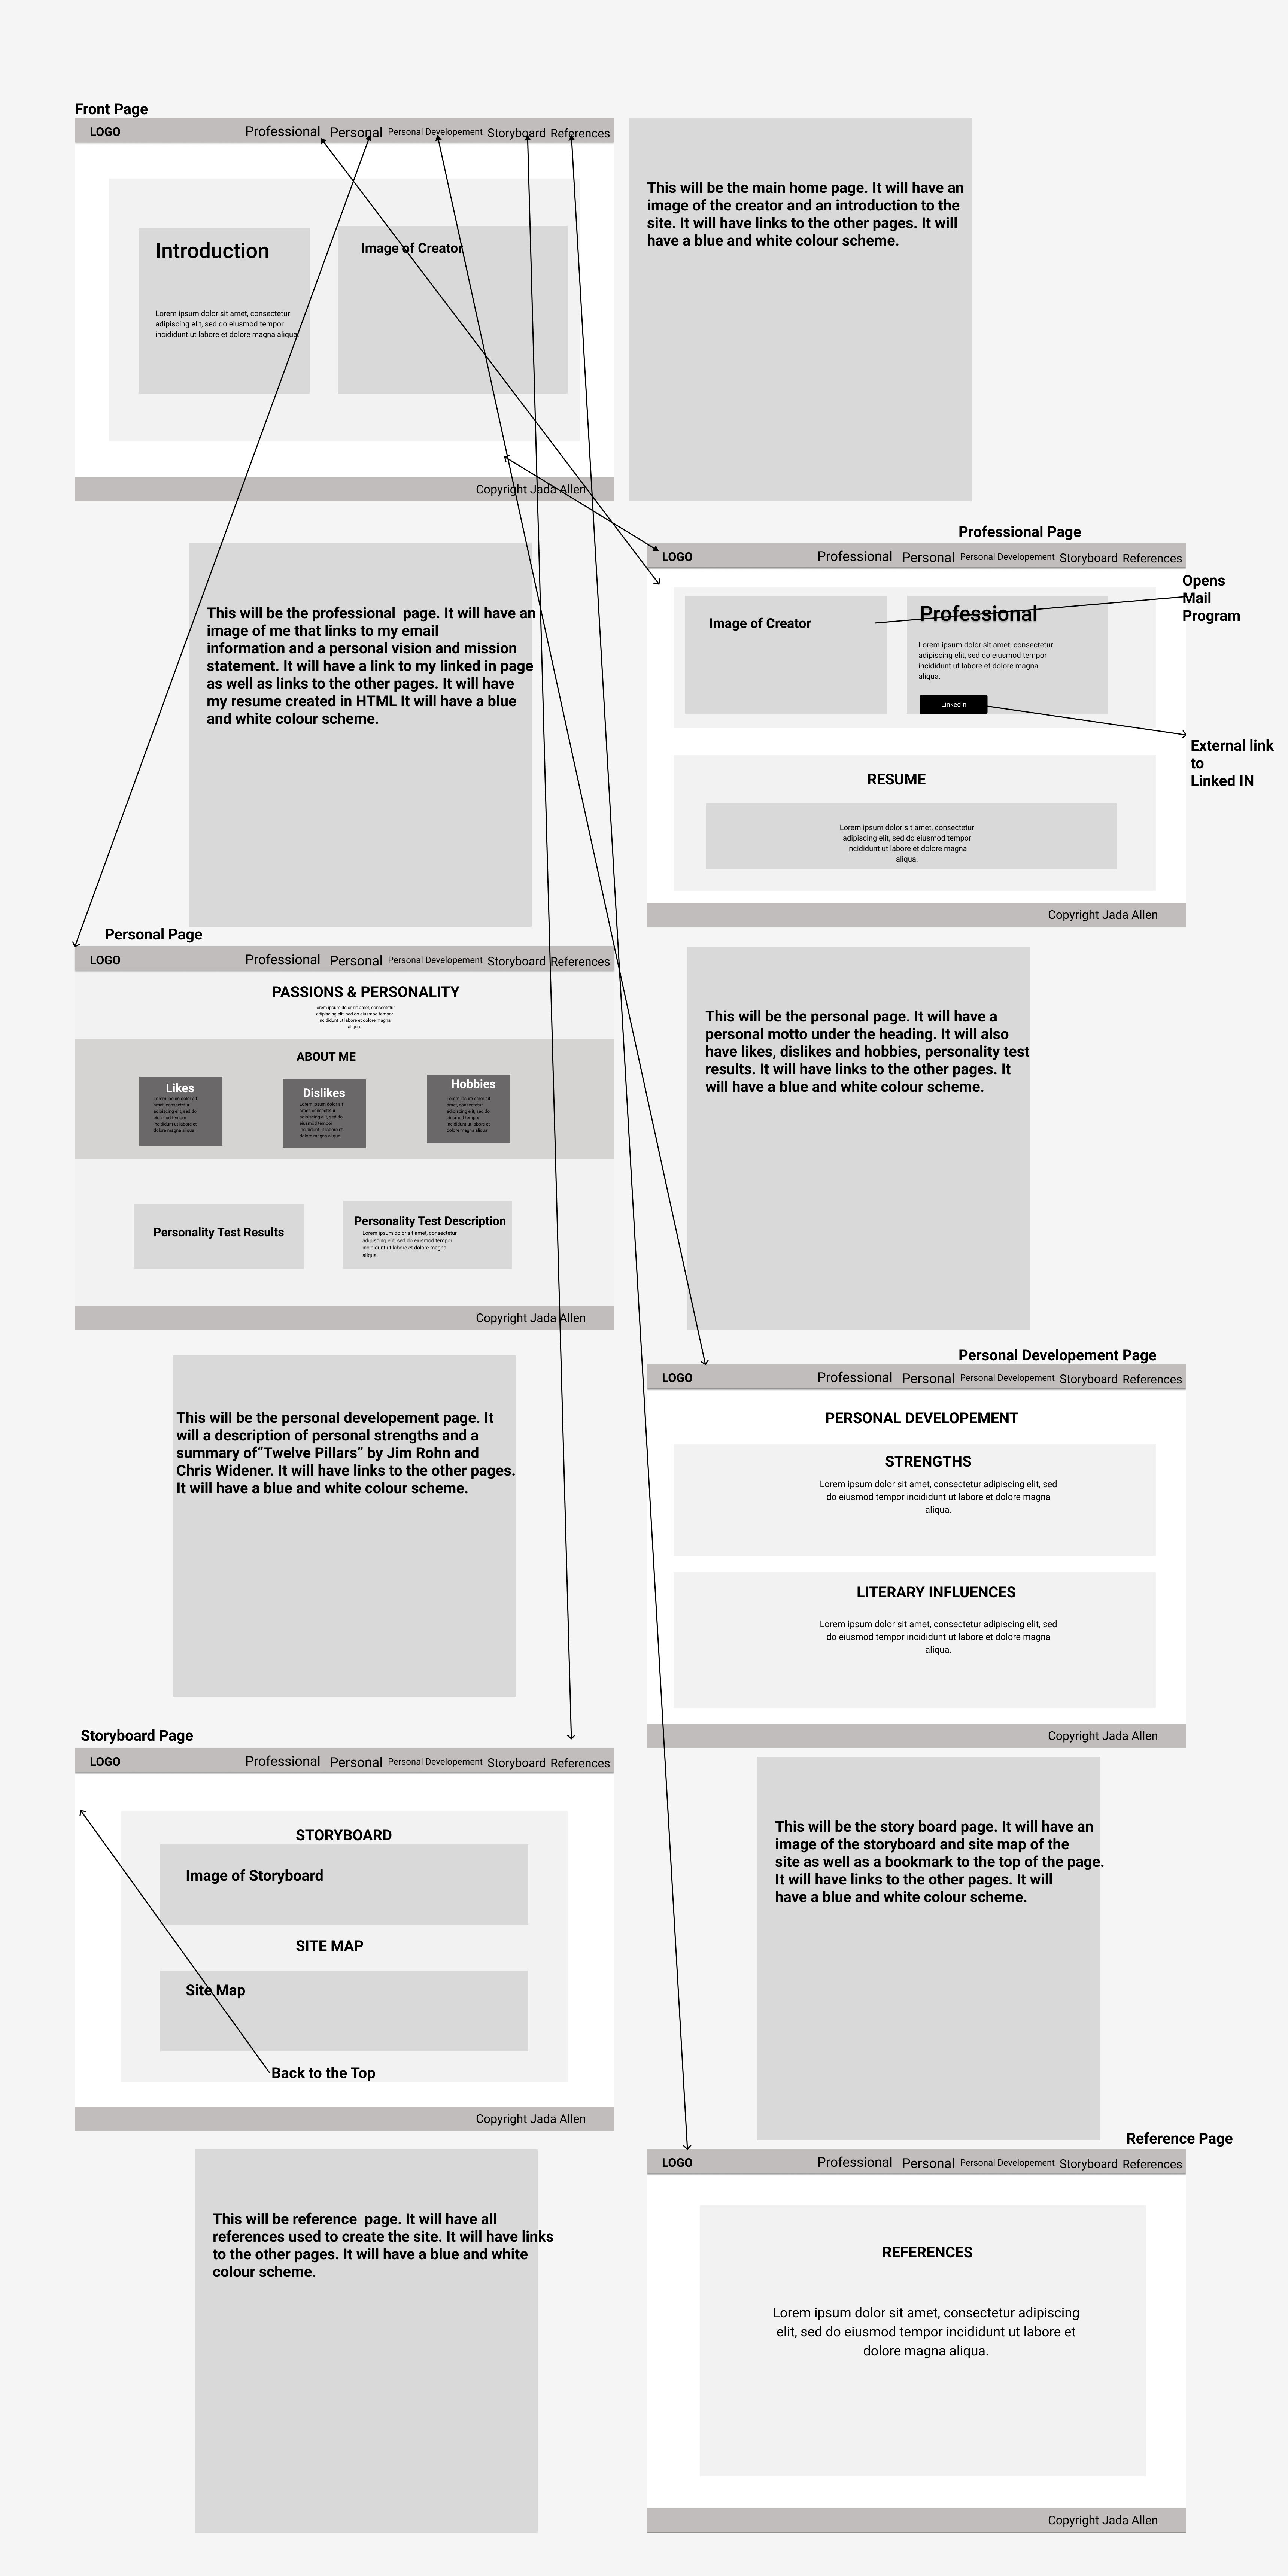 Front Page
LOGO
Professional Personal Personal Developement Storyboard References
Introduction
Lorem ipsum dolor sit amet, consectetur
adipiscing elit, sed do eiusmod tempor
incididunt ut labore et dolore magna aliqua.
Image of Creator
Copyright Jada Allen
This will be the main home page. It will have an
image of the creator and an introduction to the
site. It will have links to the other pages. It will
have a blue and white colour scheme.
Professional Page
LOGO
Professional Personal Personal Developement Storyboard References
Image of Creator
Professional
Lorem ipsum dolor sit amet, consectetur
adipiscing elit, sed do eiusmod tempor
incididunt ut labore et dolore magna
aliqua.
LinkedIn
Opens
Mail
Program
External link
to
Linked IN
RESUME
Lorem ipsum dolor sit amet, consectetur
adipiscing elit, sed do eiusmod tempor
incididunt ut labore et dolore magna
aliqua.
Copyright Jada Allen
This will be the professional  page. It will have an
image of me that links to my email
information and a personal vision and mission
statement. It will have a link to my linked in page
as well as links to the other pages. It will have
my resume created in HTML It will have a blue
and white colour scheme.
Personal Page
LOGO
Professional Personal Personal Developement Storyboard References
PASSIONS & PERSONALITY
Lorem ipsum dolor sit amet, consectetur
adipiscing elit, sed do eiusmod tempor
incididunt ut labore et dolore magna
aliqua.
ABOUT ME
Likes
Lorem ipsum dolor sit
amet, consectetur
adipiscing elit, sed do
eiusmod tempor
incididunt ut labore et
dolore magna aliqua.
Dislikes
Lorem ipsum dolor sit
amet, consectetur
adipiscing elit, sed do
eiusmod tempor
incididunt ut labore et
dolore magna aliqua.
Hobbies
Lorem ipsum dolor sit
amet, consectetur
adipiscing elit, sed do
eiusmod tempor
incididunt ut labore et
dolore magna aliqua.
Personality Test Results
Personality Test Description
Lorem ipsum dolor sit amet, consectetur
adipiscing elit, sed do eiusmod tempor
incididunt ut labore et dolore magna
aliqua.
Copyright Jada Allen
This will be the personal page. It will have a
personal motto under the heading. It will also
have likes, dislikes and hobbies, personality test
results. It will have links to the other pages. It
will have a blue and white colour scheme.
Personal Developement Page
LOGO
Professional Personal Personal Developement Storyboard References
PERSONAL DEVELOPEMENT
STRENGTHS
Lorem ipsum dolor sit amet, consectetur adipiscing elit, sed
do eiusmod tempor incididunt ut labore et dolore magna
aliqua.
LITERARY INFLUENCES
Lorem ipsum dolor sit amet, consectetur adipiscing elit, sed
do eiusmod tempor incididunt ut labore et dolore magna
aliqua.
Copyright Jada Allen
This will be the personal developement page. It
will a description of personal strengths and a
summary of“Twelve Pillars” by Jim Rohn and
Chris Widener. It will have links to the other pages.
It will have a blue and white colour scheme.
Storyboard Page
LOGO
Professional Personal Personal Developement Storyboard References
STORYBOARD
Image of Storyboard
SITE MAP
Site Map
Back to the Top
Copyright Jada Allen
This will be the story board page. It will have an
image of the storyboard and site map of the
site as well as a bookmark to the top of the page.
It will have links to the other pages. It will
have a blue and white colour scheme.
Reference Page
LOGO
Professional Personal Personal Developement Storyboard References
REFERENCES
Lorem ipsum dolor sit amet, consectetur adipiscing
elit, sed do eiusmod tempor incididunt ut labore et
dolore magna aliqua.
Copyright Jada Allen
This will be reference  page. It will have all
references used to create the site. It will have links
to the other pages. It will have a blue and white
colour scheme.